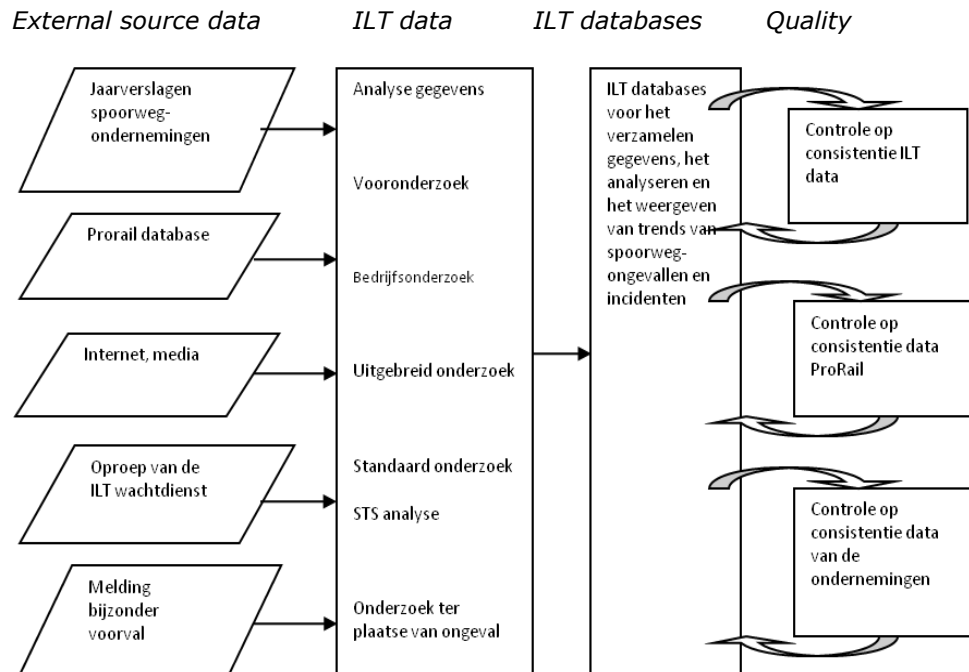 External source data
ILT data
ILT databases
Quality
Jaarverslagen
spoorweg-
ondernemingen
Prorail database
Internet, media
Oproep van de
ILT wachtdienst
Melding
bijzonder
voorval
Analyse gegevens
Vooronderzoek
Bedrijfsonderzoek
Uitgebreid onderzoek
Standaard onderzoek
STS analyse
Onderzoek ter
plaatse van ongeval
ILT databases
voor het
verzamelen
gegevens, het
analyseren en
het weergeven
van trends van
spoorweg-
ongevallen en
incidenten
Controle op
consistentie ILT
data
Controle op
consistentie data
ProRail
Controle op
consistentie data
van de
ondernemingen